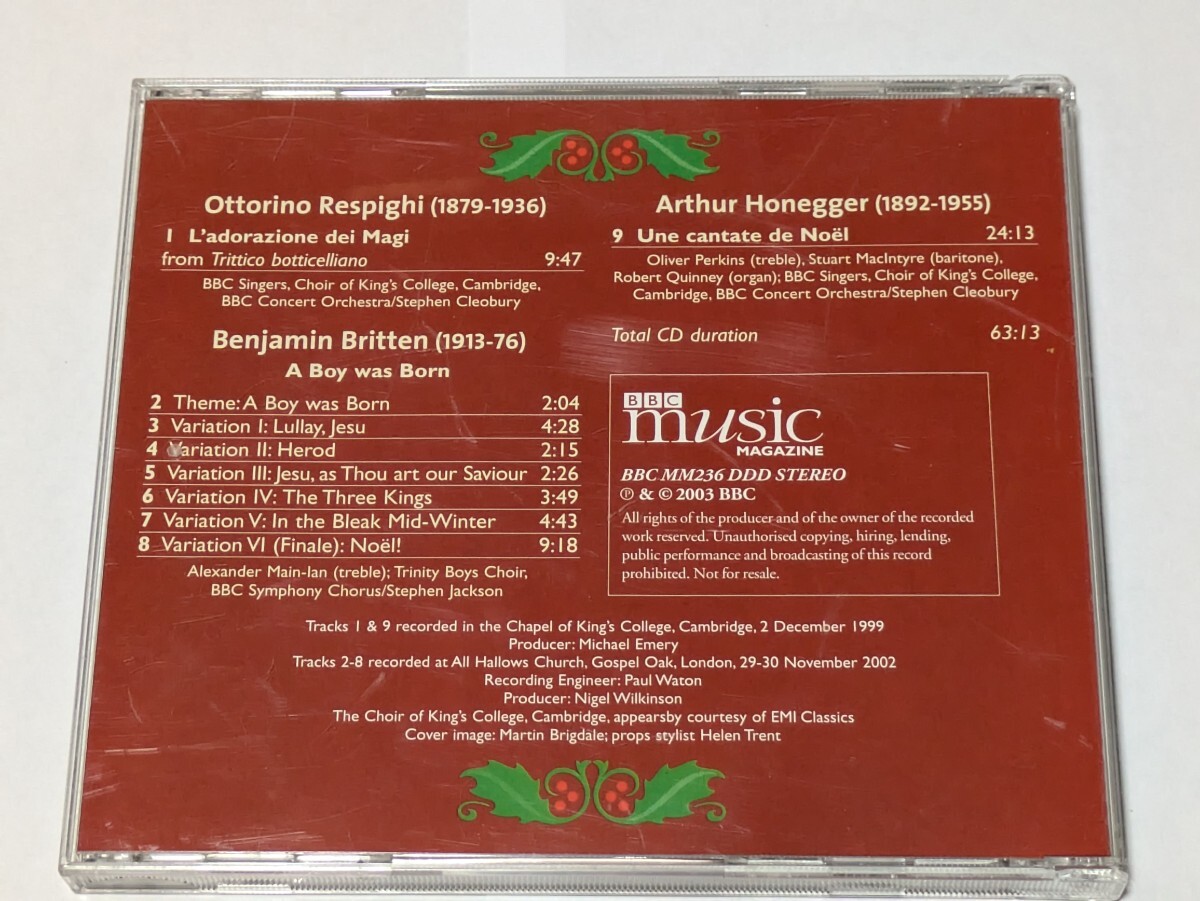 Ottorino Respighi (1879-1936)
1 L'adorazione dei Magi
from Trittico botticelliano 9:47
BBC Singers, Choir of King's College, Cambridge,
BBC Concert Orchestra/Stephen Cleobury
Benjamin Britten (1913-76)
A Boy was Born
2 Theme: A Boy was Born 2:04
3 Variation I: Lullay, Jesu 4:28
4 Variation II: Herod 2:15
5 Variation III: Jesu, as Thou art our Saviour 2:26
6 Variation IV: The Three Kings 3:49
7 Variation V: In the Bleak Mid-Winter 4:43
8 Variation VI (Finale): Noël! 9:18
Alexander Main-Ian (treble); Trinity Boys Choir,
BBC Symphony Chorus/Stephen Jackson
Arthur Honegger (1892-1955)
9 Une cantate de Noël 24:13
Oliver Perkins (treble), Stuart MacIntyre (baritone),
Robert Quinney (organ); BBC Singers, Choir of King's College,
Cambridge, BBC Concert Orchestra/Stephen Cleobury
Total CD duration 63:13
BBC
music
MAGAZINE
BBC MM236 DDD STEREO
℗ & © 2003 BBC
All rights of the producer and of the owner of the recorded
work reserved. Unauthorised copying, hiring, lending,
public performance and broadcasting of this record
prohibited. Not for resale.
Tracks 1 & 9 recorded in the Chapel of King's College, Cambridge, 2 December 1999
Producer: Michael Emery
Tracks 2-8 recorded at All Hallows Church, Gospel Oak, London, 29-30 November 2002
Recording Engineer: Paul Waton
Producer: Nigel Wilkinson
The Choir of King's College, Cambridge, appearsby courtesy of EMI Classics
Cover image: Martin Brigdale; props stylist Helen Trent